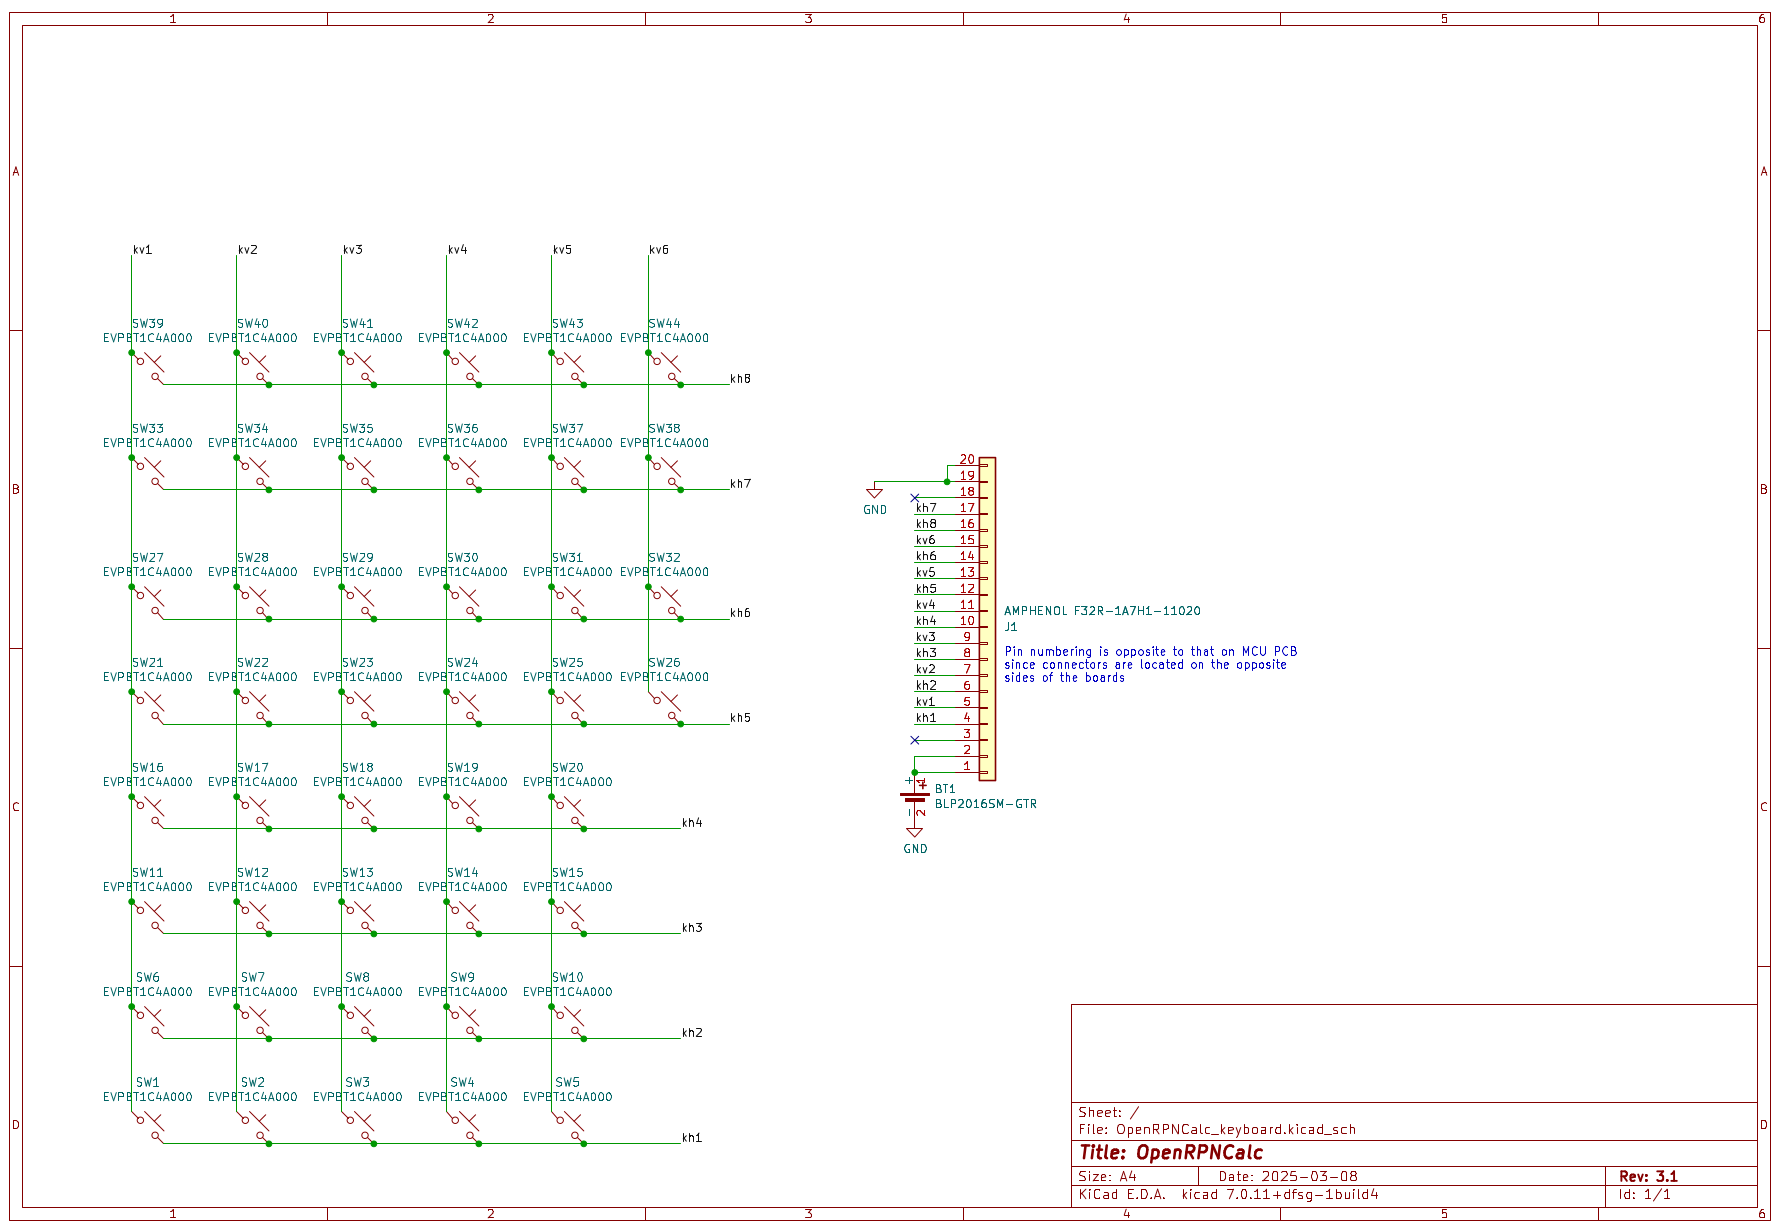 1 2 3 4 5 6
A A
kv1 kv2 kv3 kv4 kv5 kv6
SW39 SW40 SW41 SW42 SW43 SW44
EVPBT1C4A000 EVPBT1C4A000 EVPBT1C4A000 EVPBT1C4A000 EVPBT1C4A000 EVPBT1C4A000
kh8
SW33 SW34 SW35 SW36 SW37 SW38
EVPBT1C4A000 EVPBT1C4A000 EVPBT1C4A000 EVPBT1C4A000 EVPBT1C4A000 EVPBT1C4A000
kh7
B B
SW27 SW28 SW29 SW30 SW31 SW32
EVPBT1C4A000 EVPBT1C4A000 EVPBT1C4A000 EVPBT1C4A000 EVPBT1C4A000 EVPBT1C4A000
kh6
SW21 SW22 SW23 SW24 SW25 SW26
EVPBT1C4A000 EVPBT1C4A000 EVPBT1C4A000 EVPBT1C4A000 EVPBT1C4A000 EVPBT1C4A000
kh5
SW16 SW17 SW18 SW19 SW20
EVPBT1C4A000 EVPBT1C4A000 EVPBT1C4A000 EVPBT1C4A000 EVPBT1C4A000
kh4
C C
SW11 SW12 SW13 SW14 SW15
EVPBT1C4A000 EVPBT1C4A000 EVPBT1C4A000 EVPBT1C4A000 EVPBT1C4A000
kh3
SW6 SW7 SW8 SW9 SW10
EVPBT1C4A000 EVPBT1C4A000 EVPBT1C4A000 EVPBT1C4A000 EVPBT1C4A000
kh2
SW1 SW2 SW3 SW4 SW5
EVPBT1C4A000 EVPBT1C4A000 EVPBT1C4A000 EVPBT1C4A000 EVPBT1C4A000
kh1
D D
20
19
GND
18
kh7 17
kh8 16
kv6 15
kh6 14
kv5 13
kh5 12
kv4 11
kh4 10
kv3 9
kh3 8
kv2 7
kh2 6
kv1 5
kh1 4
3
2
1
AMPHENOL F32R-1A7H1-11020
J1
Pin numbering is opposite to that on MCU PCB
since connectors are located on the opposite
sides of the boards
+ 1
BT1
BLP2016SM-GTR
- 2
GND
Sheet: /
File: OpenRPNCalc_keyboard.kicad_sch
Title: OpenRPNCalc
Size: A4 Date: 2025-03-08 Rev: 3.1
KiCad E.D.A. kicad 7.0.11+dfsg-1build4 Id: 1/1
1 2 3 4 5 6